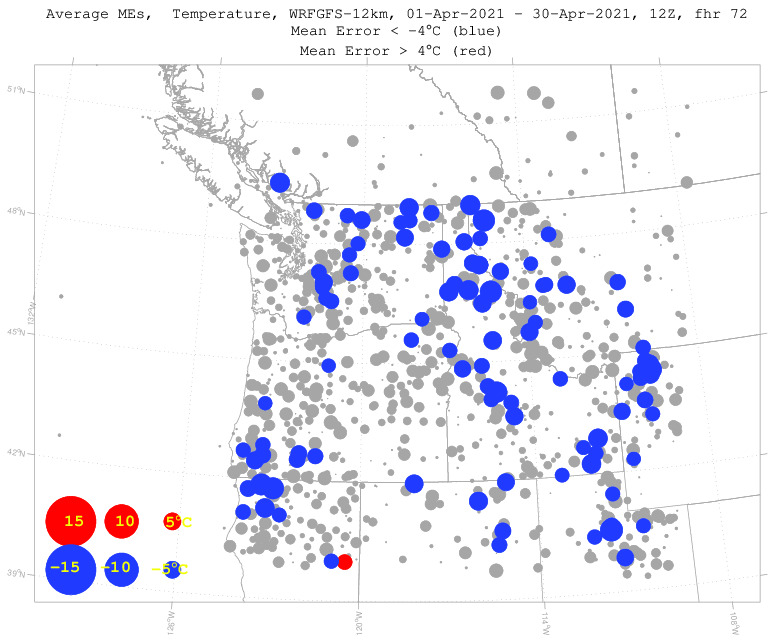 Average MEs,  Temperature, WRFGFS-12km, 01-Apr-2021 - 30-Apr-2021, 12Z, fhr 72
Mean Error < -4°C (blue)
Mean Error > 4°C (red)
51°N
48°N
132°W
45°N
42°N
15 10 5°C
-15 -10 -5°C
39°N
126°W 120°W 114°W 108°W